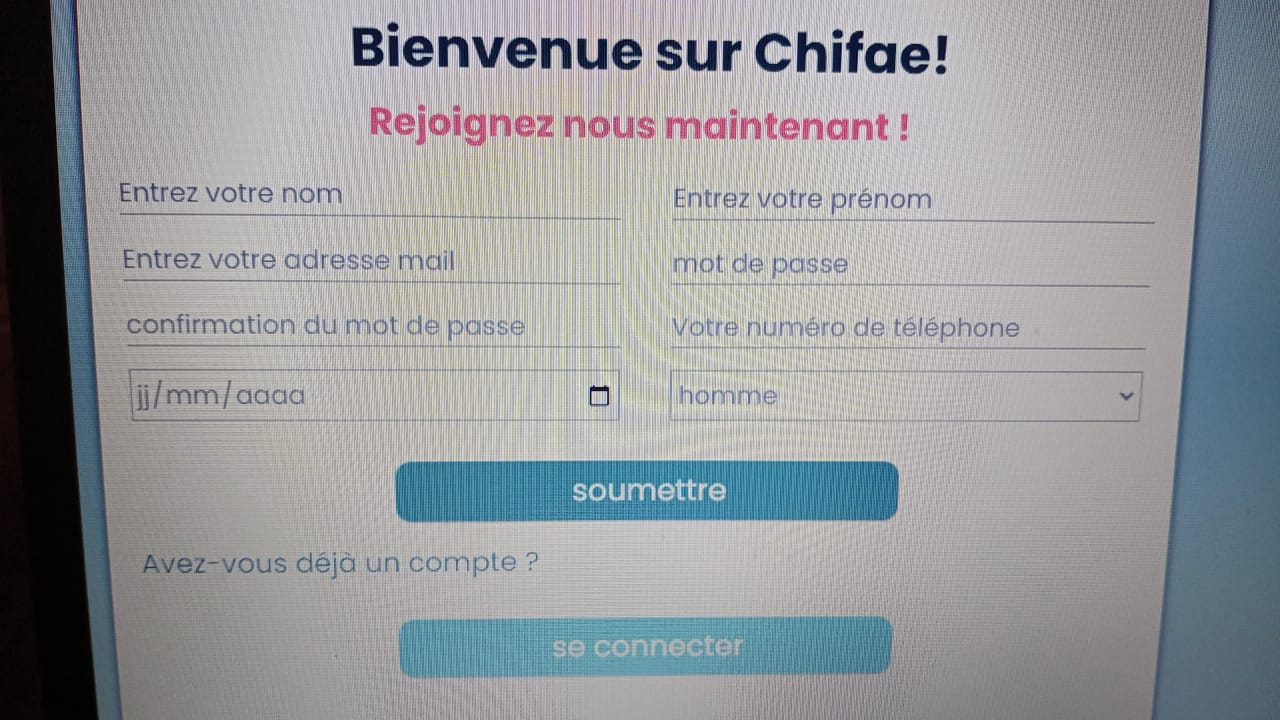 Bienvenue sur Chifae!
Rejoignez nous maintenant !
Entrez votre nom
Entrez votre prénom
Entrez votre adresse mail
mot de passe
confirmation du mot de passe
Votre numéro de téléphone
jj/mm/aaaa
homme
soumettre
Avez-vous déjà un compte ?
se connecter